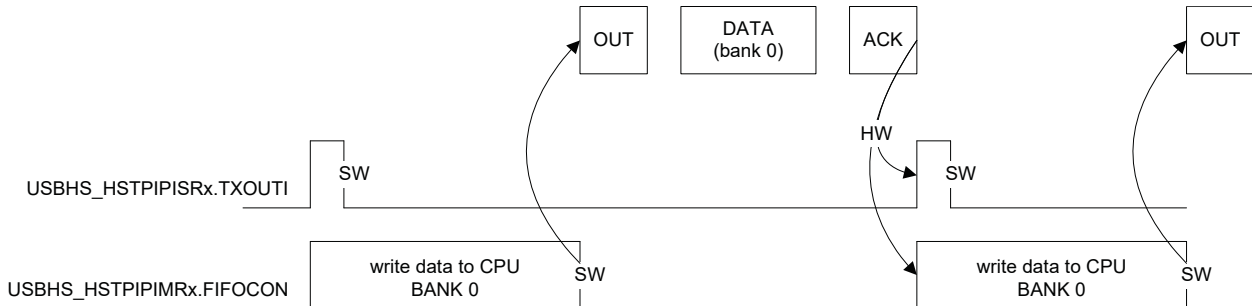 OUT
DATA
(bank 0)
ACK
OUT
HW
SW
SW
USBHS_HSTPIPISRx.TXOUTI
write data to CPU
BANK 0
SW
write data to CPU
BANK 0
SW
USBHS_HSTPIPIMRx.FIFOCON